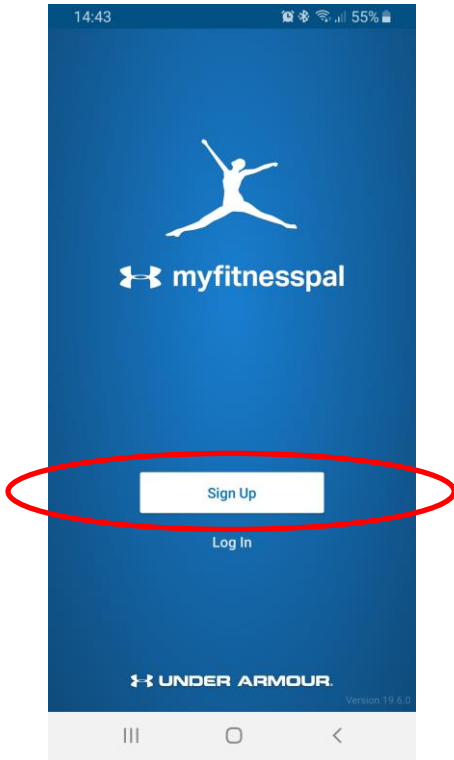 14:43 55%
myfitnesspal
Sign Up
Log In
UNDER ARMOUR.
Version 19.6.0